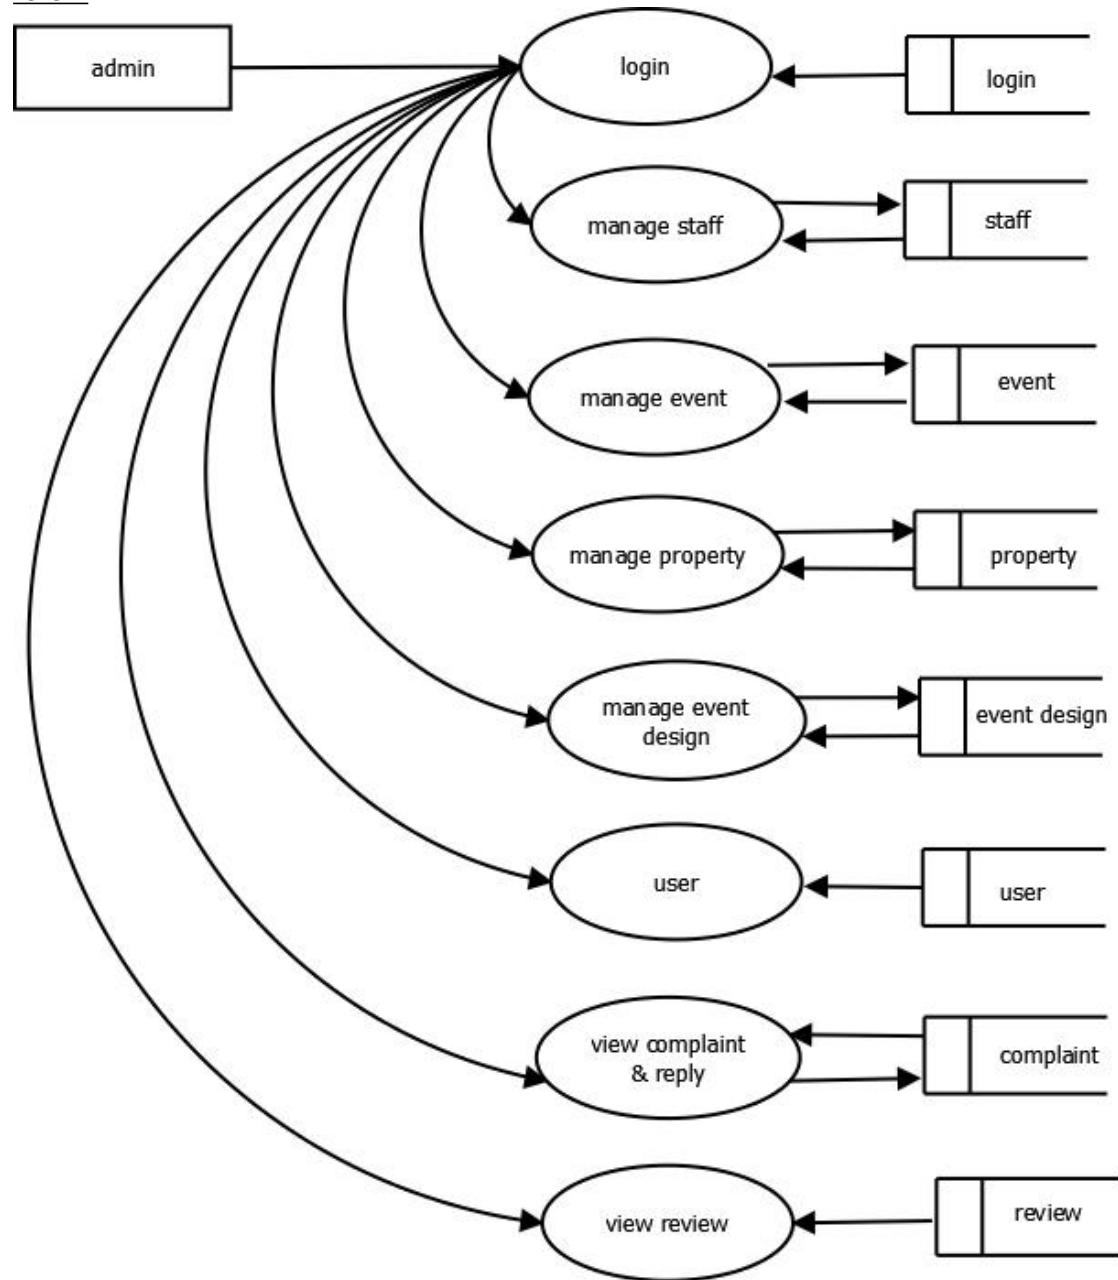 admin
login
login
manage staff
staff
manage event
event
manage property
property
manage event
design
event design
user
user
view complaint
& reply
complaint
view review
review